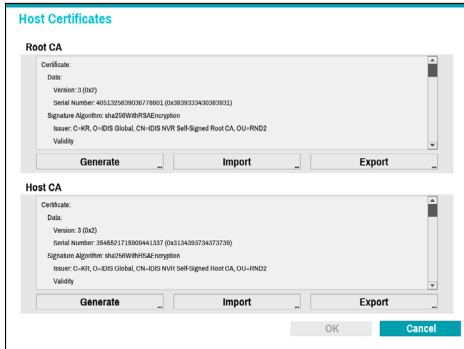 Host Certificates
Root CA
Certificate:
Data:
Version: 3 (0x2)
Serial Number: 4051325639036778801 (0x3839333430383931)
Signature Algorithm: sha256WithRSAEncryption
Issuer: C=KR, O=IDIS Global, CN=IDIS NVR Self-Signed Root CA, OU=RND2
Validity
Generate ... Import ... Export ...
Host CA
Certificate:
Data:
Version: 3 (0x2)
Serial Number: 3545521715909441337 (0x3134393734373739)
Signature Algorithm: sha256WithRSAEncryption
Issuer: C=KR, O=IDIS Global, CN=IDIS NVR Self-Signed Root CA, OU=RND2
Validity
Generate ... Import ... Export ...
OK Cancel